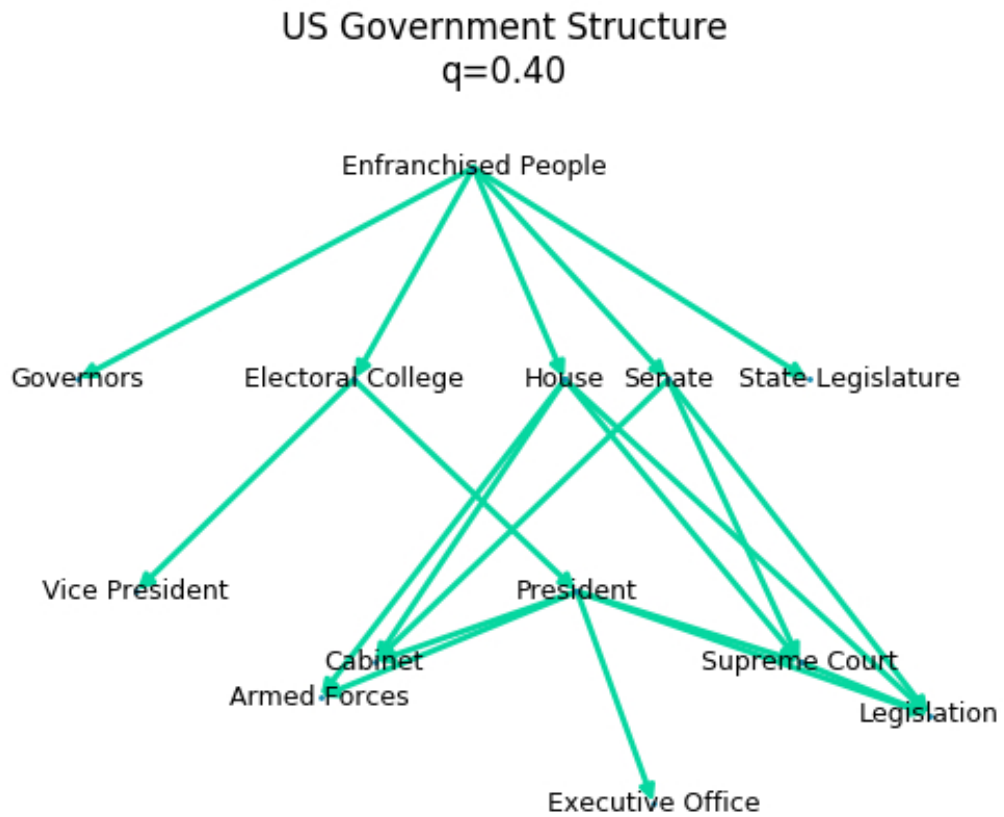 US Government Structure
q=0.40
Enfranchised People
Governors
Electoral College
House
Senate
State Legislature
Vice President
President
Cabinet
Supreme Court
Armed Forces
Legislation
Executive Office